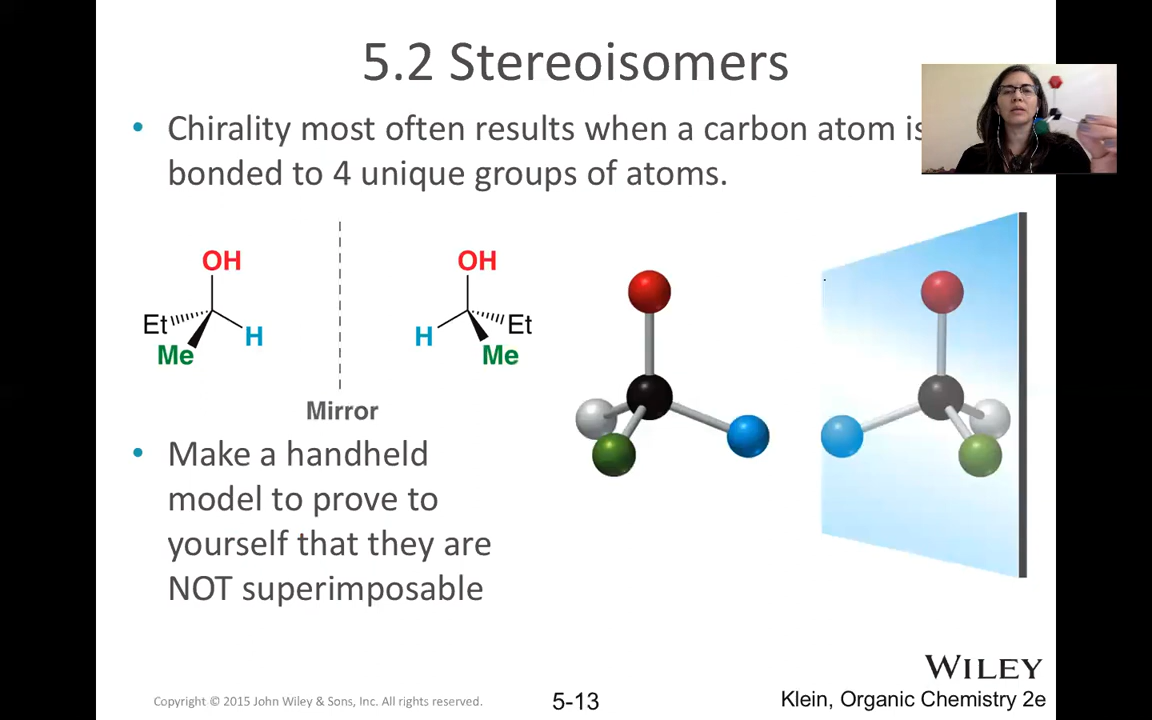 5.2 Stereoisomers
• Chirality most often results when a carbon atom is
bonded to 4 unique groups of atoms.
OH
Et
H
Me
OH
H
Et
Me
Mirror
• Make a handheld
model to prove to
yourself that they are
NOT superimposable
Copyright © 2015 John Wiley & Sons, Inc. All rights reserved.
5-13
WILEY
Klein, Organic Chemistry 2e